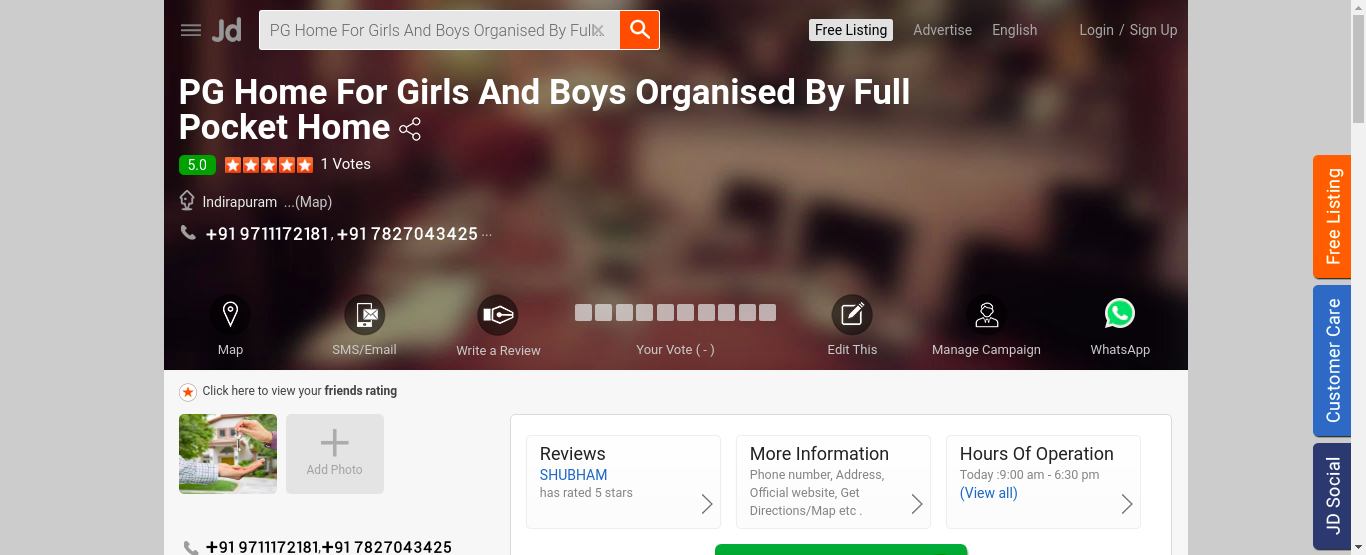 Jd
PG Home For Girls And Boys Organised By Full
Free Listing
Advertise
English
Login / Sign Up
PG Home For Girls And Boys Organised By Full
Pocket Home
5.0
1 Votes
Indirapuram ...(Map)
+91 9711172181, +91 7827043425 ...
Map
SMS/Email
Write a Review
Your Vote ( - )
Edit This
Manage Campaign
WhatsApp
Click here to view your friends rating
Add Photo
Reviews
SHUBHAM
has rated 5 stars
More Information
Phone number, Address,
Official website, Get
Directions/Map etc .
Hours Of Operation
Today :9:00 am - 6:30 pm
(View all)
+91 9711172181,+91 7827043425
Free Listing
Customer Care
JD Social